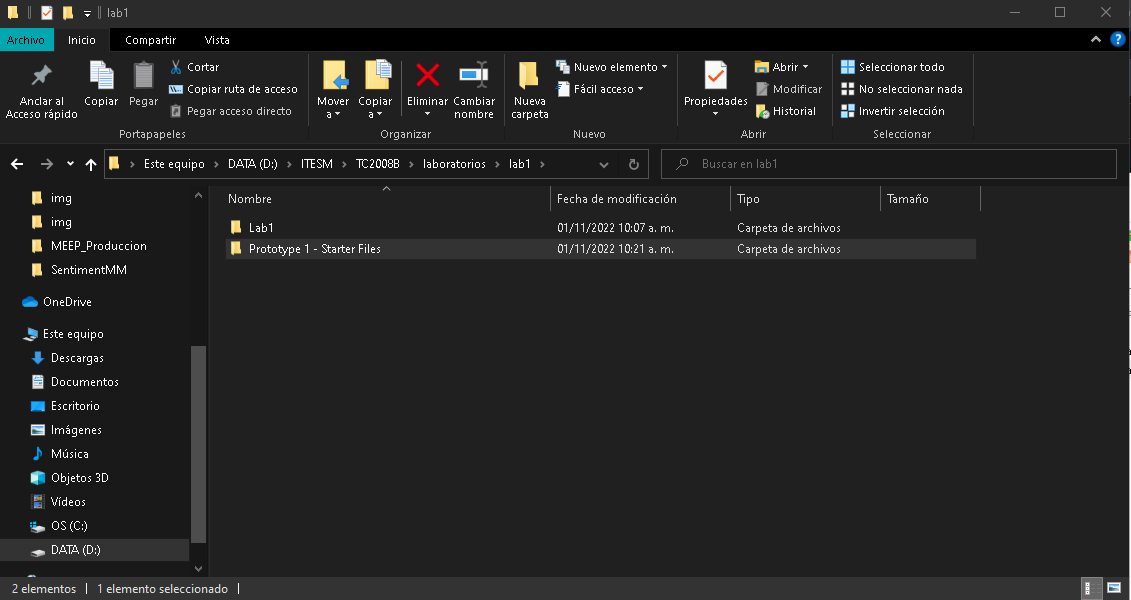 lab1
Archivo Inicio Compartir Vista
Anclar al
Acceso rápido
Copiar
Pegar
Cortar
Copiar ruta de acceso
Pegar acceso directo
Portapapeles
Mover
a
Copiar
a
Eliminar
Cambiar
nombre
Organizar
Nueva
carpeta
Nuevo elemento
Fácil acceso
Nuevo
Propiedades
Abrir
Modificar
Historial
Abrir
Seleccionar todo
No seleccionar nada
Invertir selección
Seleccionar
Este equipo > DATA (D:) > ITESM > TC2008B > laboratorios > lab1 >
Buscar en lab1
img
img
MEEP_Produccion
SentimentMM
OneDrive
Este equipo
Descargas
Documentos
Escritorio
Imágenes
Música
Objetos 3D
Vídeos
OS (C:)
DATA (D:)
Nombre Fecha de modificación Tipo Tamaño
Lab1 01/11/2022 10:07 a. m. Carpeta de archivos
Prototype 1 - Starter Files 01/11/2022 10:21 a. m. Carpeta de archivos
2 elementos 1 elemento seleccionado